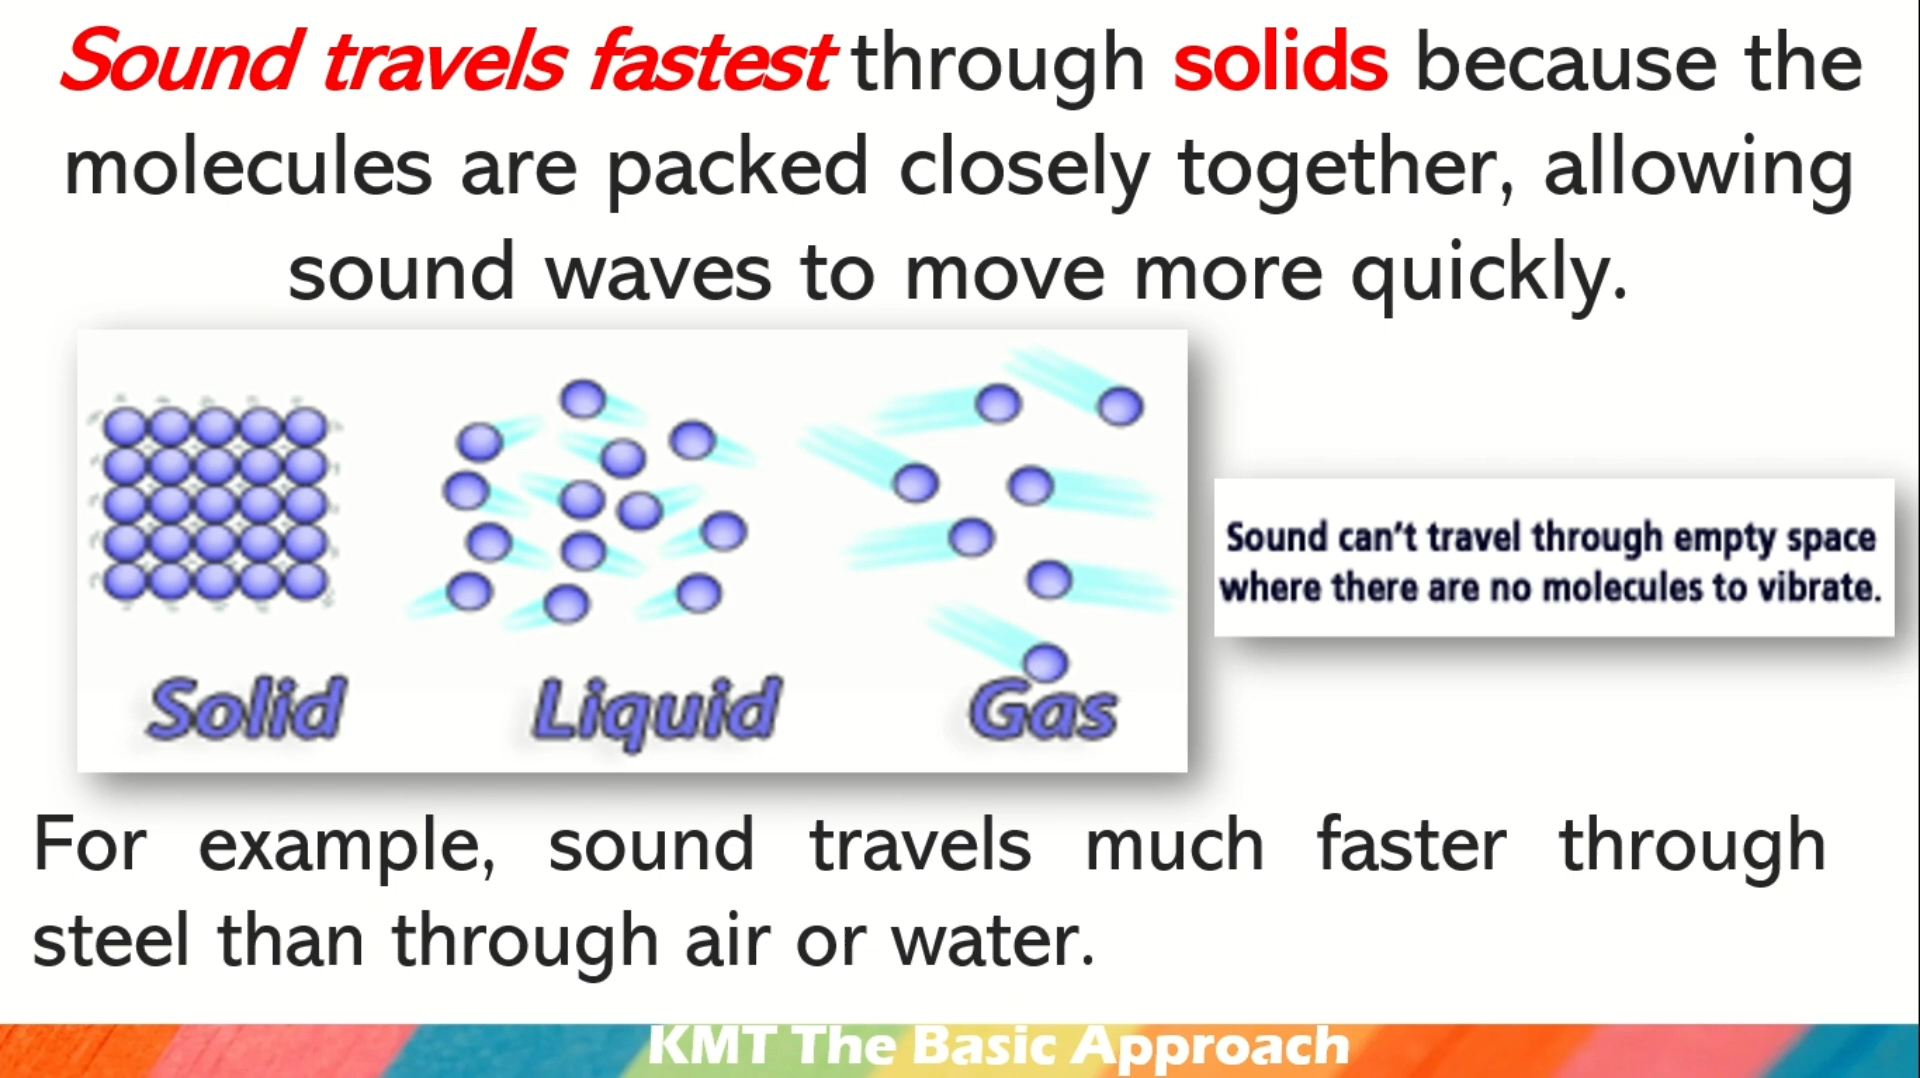 Sound travels fastest through solids because the
molecules are packed closely together, allowing
sound waves to move more quickly.
Solid Liquid Gas
Sound can't travel through empty space
where there are no molecules to vibrate.
For example, sound travels much faster through
steel than through air or water.
KMT The Basic Approach